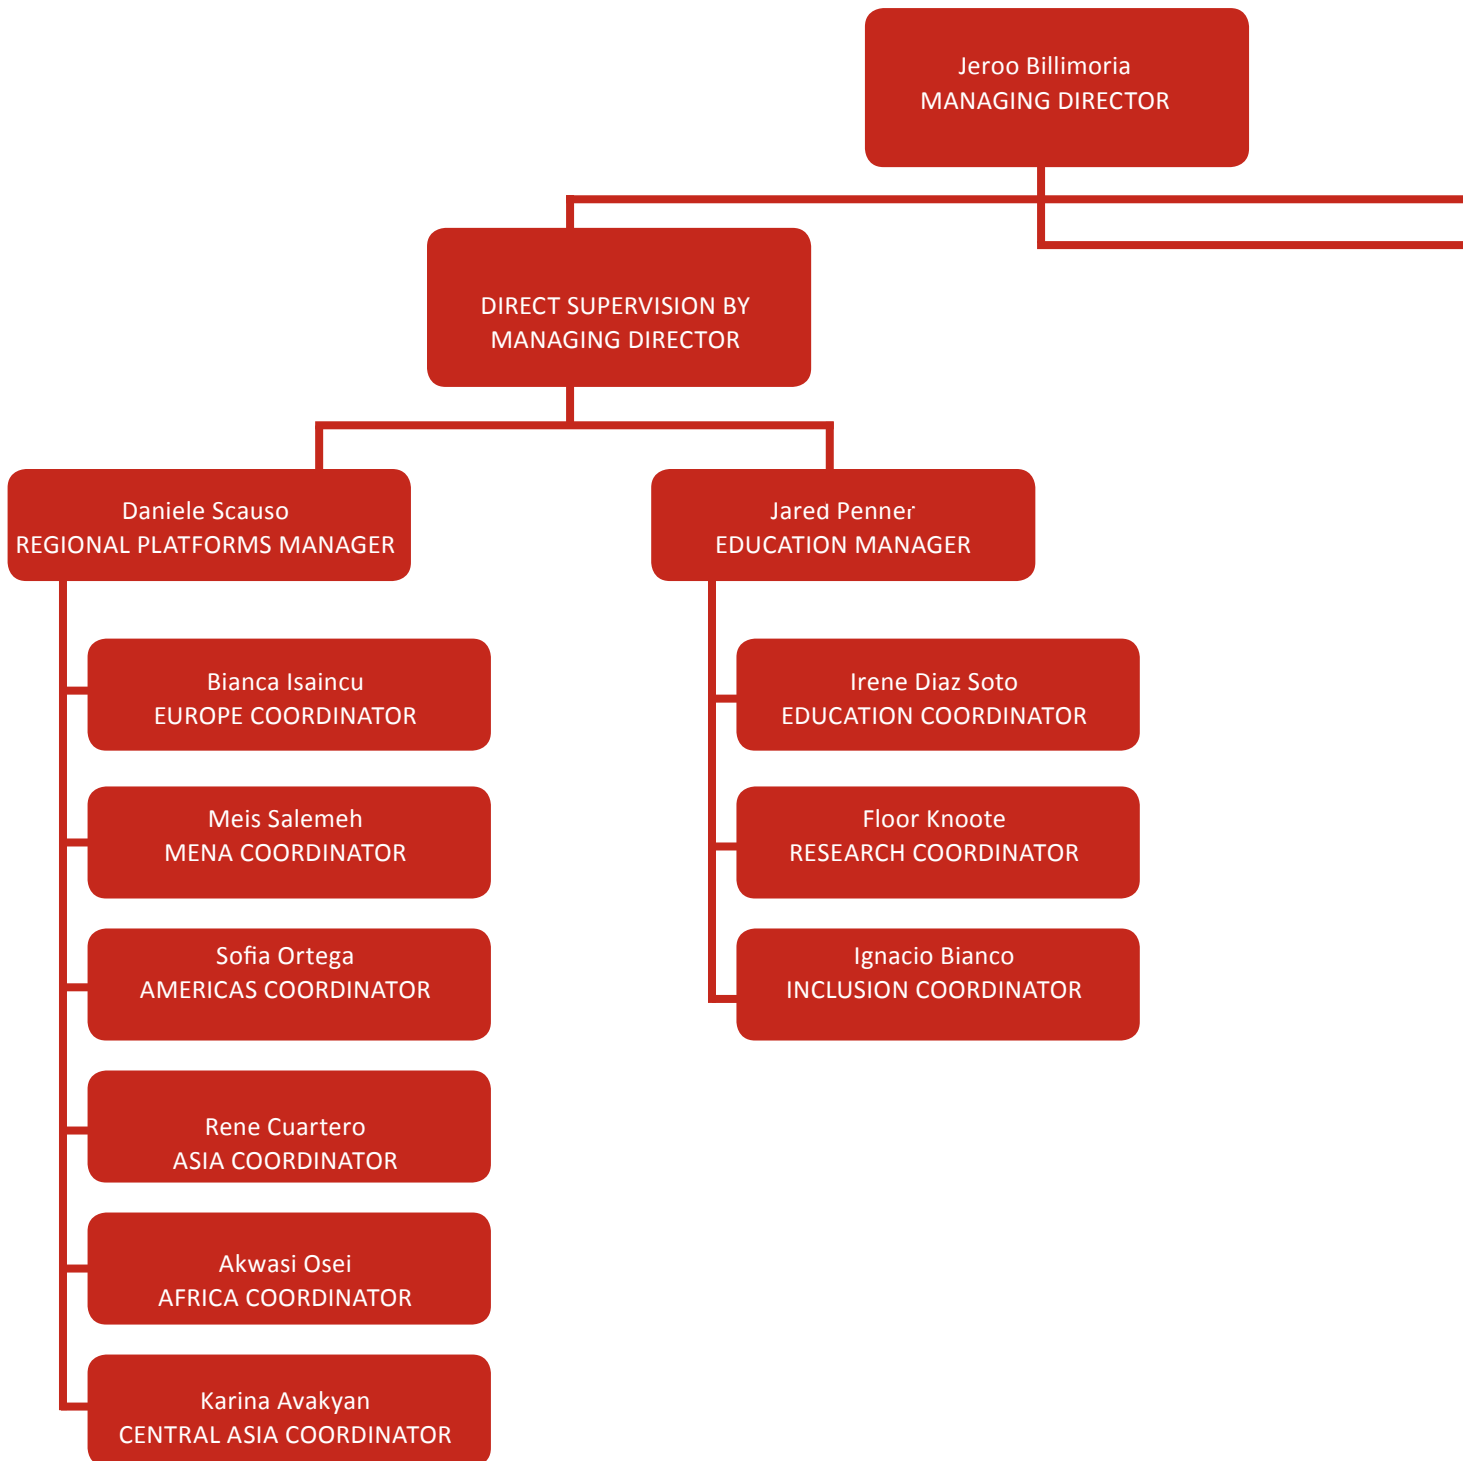 Jeroo Billimoria
MANAGING DIRECTOR
DIRECT SUPERVISION BY
MANAGING DIRECTOR
Daniele Scauso
REGIONAL PLATFORMS MANAGER
Jared Penner
EDUCATION MANAGER
Bianca Isaincu
EUROPE COORDINATOR
Meis Salemeh
MENA COORDINATOR
Sofia Ortega
AMERICAS COORDINATOR
Rene Cuartero
ASIA COORDINATOR
Akwasi Osei
AFRICA COORDINATOR
Karina Avakyan
CENTRAL ASIA COORDINATOR
Irene Diaz Soto
EDUCATION COORDINATOR
Floor Knoote
RESEARCH COORDINATOR
Ignacio Bianco
INCLUSION COORDINATOR